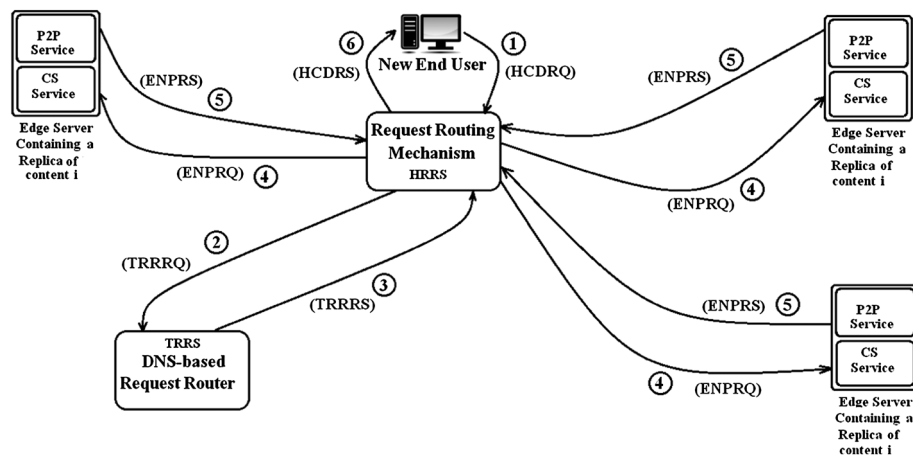 P2P
Service
CS
Service
Edge Server
Containing a
Replica of
content i
(ENPRS)
5
(ENPRQ)
4
6
(HCDRS)
New End User
1
(HCDRQ)
Request Routing
Mechanism
HRRS
(ENPRS)
5
4
(ENPRQ)
P2P
Service
CS
Service
Edge Server
Containing a
Replica of
content i
2
(TRRRQ)
3
(TRRRS)
TRRS
DNS-based
Request Router
(ENPRS)
5
4
(ENPRQ)
P2P
Service
CS
Service
Edge Server
Containing a
Replica of
content i